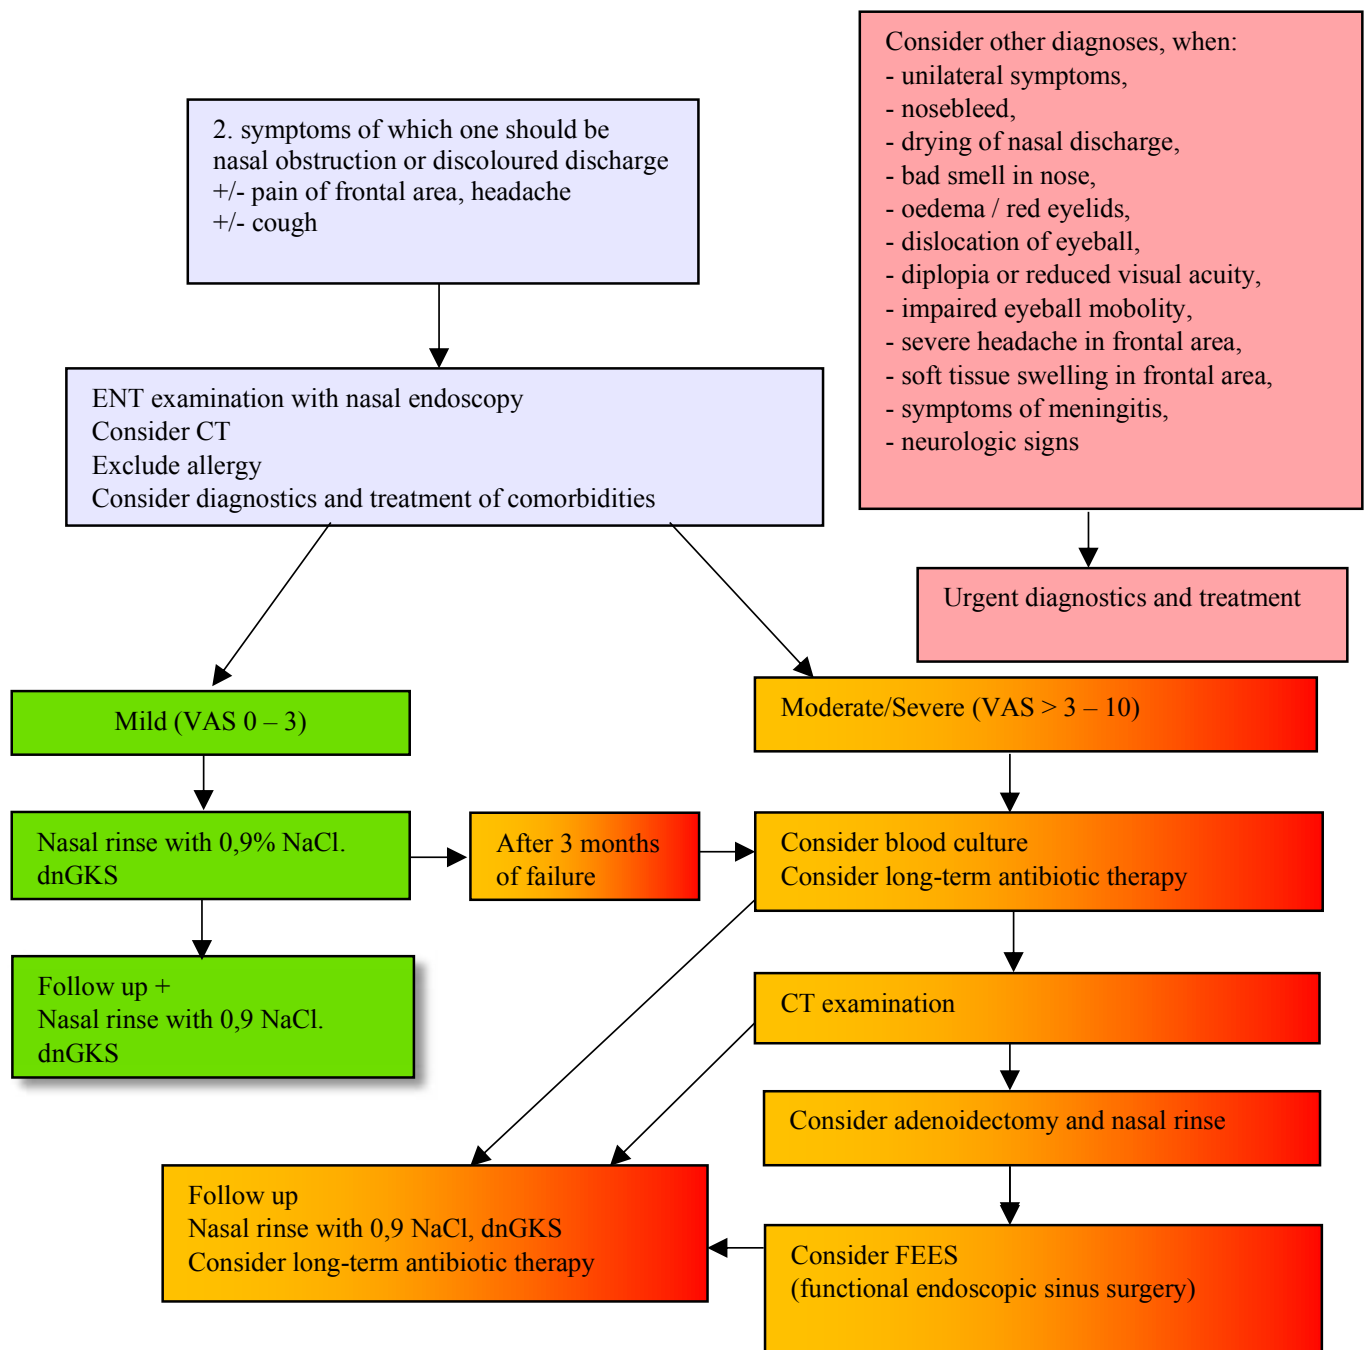 2. symptoms of which one should be
nasal obstruction or discoloured discharge
+/- pain of frontal area, headache
+/- cough
Consider other diagnoses, when:
- unilateral symptoms,
- nosebleed,
- drying of nasal discharge,
- bad smell in nose,
- oedema / red eyelids,
- dislocation of eyeball,
- diplopia or reduced visual acuity,
- impaired eyeball mobolity,
- severe headache in frontal area,
- soft tissue swelling in frontal area,
- symptoms of meningitis,
- neurologic signs
ENT examination with nasal endoscopy
Consider CT
Exclude allergy
Consider diagnostics and treatment of comorbidities
Urgent diagnostics and treatment
Mild (VAS 0 – 3)
Moderate/Severe (VAS > 3 – 10)
Nasal rinse with 0,9% NaCl.
dnGKS
After 3 months
of failure
Consider blood culture
Consider long-term antibiotic therapy
Follow up +
Nasal rinse with 0,9 NaCl.
dnGKS
CT examination
Consider adenoidectomy and nasal rinse
Follow up
Nasal rinse with 0,9 NaCl, dnGKS
Consider long-term antibiotic therapy
Consider FEES
(functional endoscopic sinus surgery)